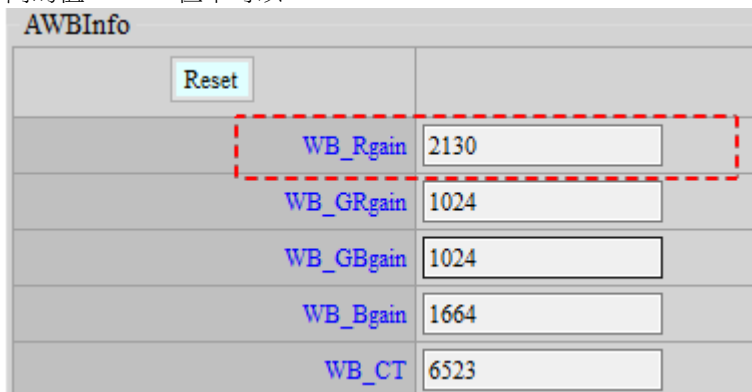 AWBInfo
Reset
WB_Rgain 2130
WB_GRgain 1024
WB_GBgain 1024
WB_Bgain 1664
WB_CT 6523